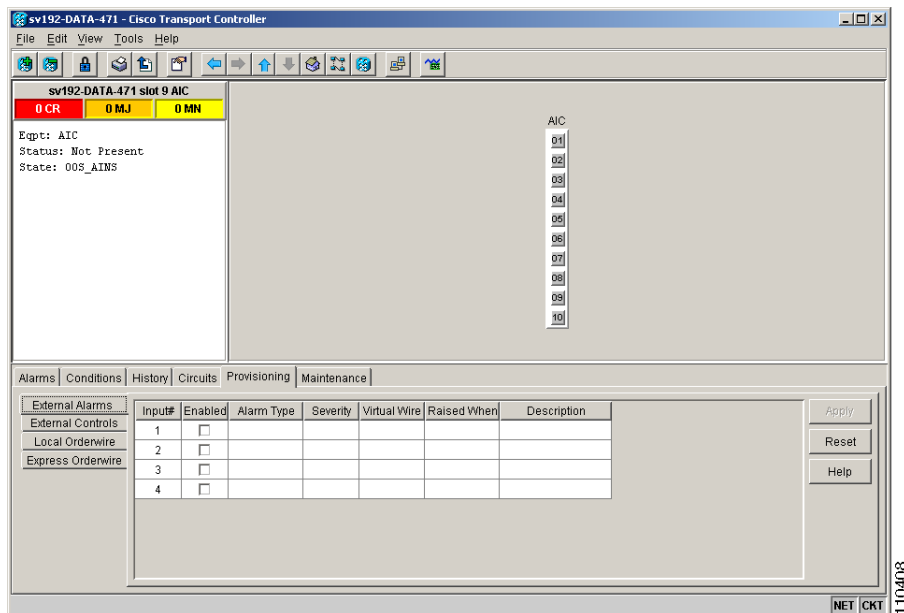 sv192-DATA-471 - Cisco Transport Controller
File Edit View Tools Help
sv192-DATA-471 slot 9 AIC
0 CR 0 MJ 0 MN
Eqpt: AIC
Status: Not Present
State: OOS_AINS
AIC
01
02
03
04
05
06
07
08
09
10
Alarms Conditions History Circuits Provisioning Maintenance
External Alarms
External Controls
Local Orderwire
Express Orderwire
Input# Enabled Alarm Type Severity Virtual Wire Raised When Description
1
2
3
4
Apply
Reset
Help
NET CKT
110408